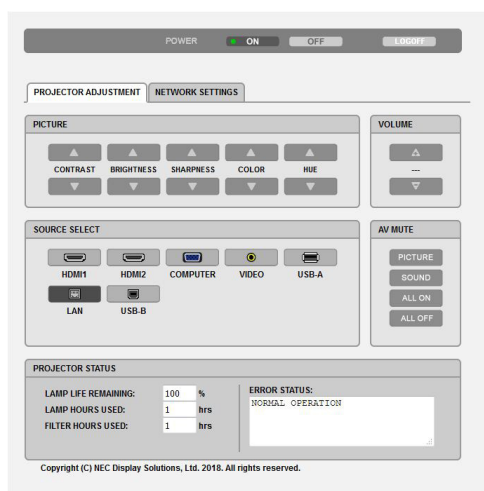 POWER ON OFF LOGOFF
PROJECTOR ADJUSTMENT NETWORK SETTINGS
PICTURE
CONTRAST BRIGHTNESS SHARPNESS COLOR HUE
VOLUME
---
SOURCE SELECT
HDMI1 HDMI2 COMPUTER VIDEO USB-A
LAN USB-B
AV MUTE
PICTURE
SOUND
ALL ON
ALL OFF
PROJECTOR STATUS
LAMP LIFE REMAINING: 100 %
LAMP HOURS USED: 1 hrs
FILTER HOURS USED: 1 hrs
ERROR STATUS:
NORMAL OPERATION
Copyright (C) NEC Display Solutions, Ltd. 2018. All rights reserved.